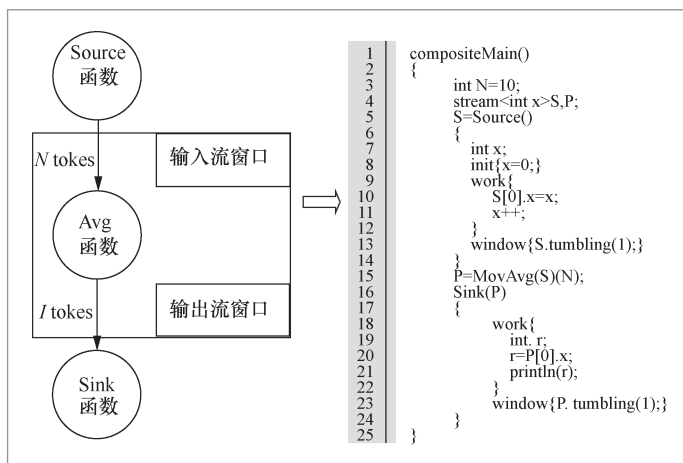 Source
函数
N tokes
输入流窗口
Avg
函数
I tokes
输出流窗口
Sink
函数
1 compositeMain()
2 {
3 int N=10;
4 stream<int x>S,P;
5 S=Source()
6 {
7 int x;
8 init{x=0;}
9 work{
10 S[0].x=x;
11 x++;
12 }
13 window{S.tumbling(1);}
14 }
15 P=MovAvg(S)(N);
16 Sink(P)
17 {
18 work{
19 int. r;
20 r=P[0].x;
21 println(r);
22 }
23 window{P. tumbling(1);}
24 }
25 }